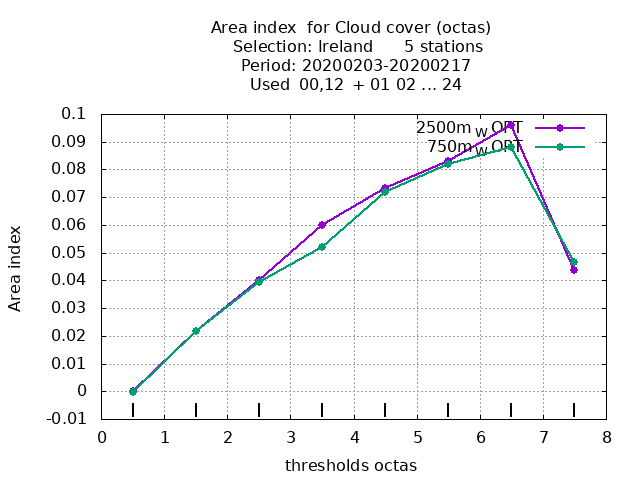 Area index  for Cloud cover (octas)
Selection: Ireland      5 stations
Period: 20200203-20200217
Used  00,12  + 01 02 ... 24
0.1
0.09
0.08
0.07
0.06
0.05
0.04
0.03
0.02
0.01
0
-0.01
Area index
2500m W OPT
750m W OPT
0 1 2 3 4 5 6 7 8
thresholds octas